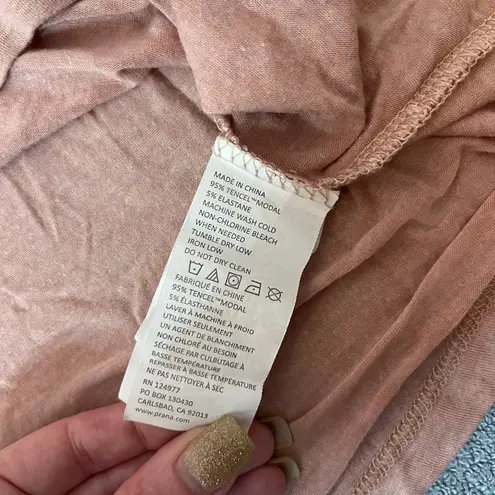 MADE IN CHINA
95% TENCEL™MODAL
5% ELASTANE
MACHINE WASH COLD
NON-CHLORINE BLEACH
WHEN NEEDED
TUMBLE DRY LOW
IRON LOW
DO NOT DRY CLEAN
FABRIQUÉ EN CHINE
95% TENCEL™MODAL
5% ÉLASTHANNE
LAVER À MACHINE À FROID
UTILISER SEULEMENT
UN AGENT DE BLANCHIMENT
NON CHLORÉ AU BESOIN
SÉCHAGE PAR CULBUTAGE À
BASSE TEMPÉRATURE
REPASSER À BASSE TEMPÉRATURE
NE PAS NETTOYER À SEC
RN 124977
PO BOX 130430
CARLSBAD, CA 92013
www.prana.com